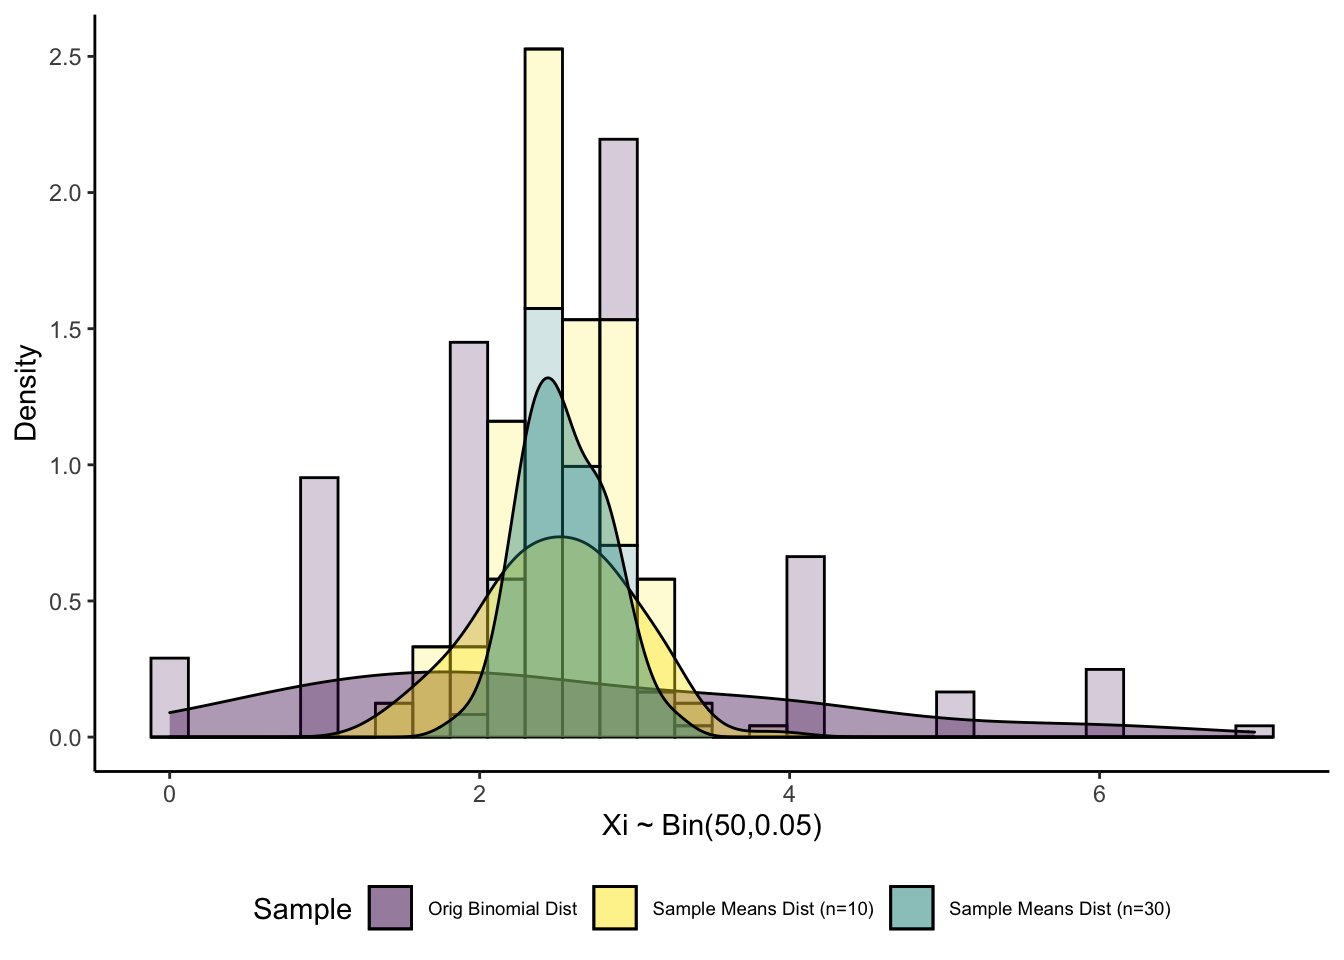 Density
2.5
2.0
1.5
1.0
0.5
0.0
0 2 4 6
Xi ~ Bin(50,0.05)
Sample Orig Binomial Dist Sample Means Dist (n=10) Sample Means Dist (n=30)